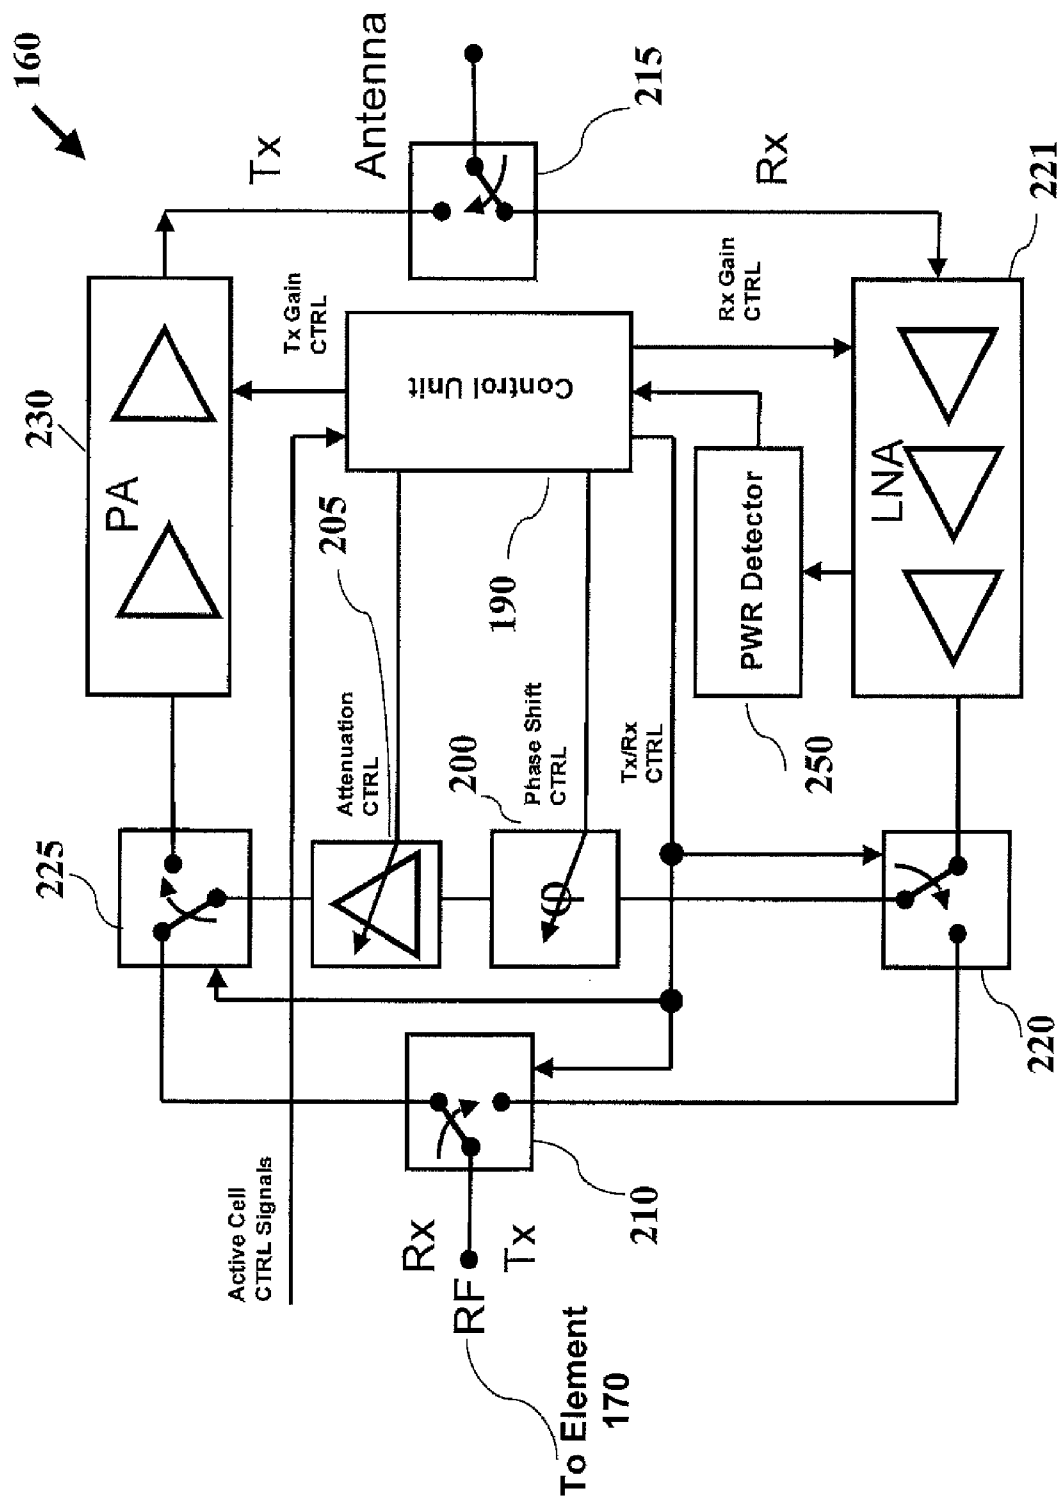 160
230
PA
Tx
Antenna
215
Tx Gain
CTRL
Control Unit
205
190
Rx Gain
CTRL
Rx
221
LNA
PWR Detector
250
225
Attenuation
CTRL
200
Phase Shift
CTRL
Tx/Rx
CTRL
φ
220
Active Cell
CTRL Signals
Rx
RF
Tx
210
To Element
170